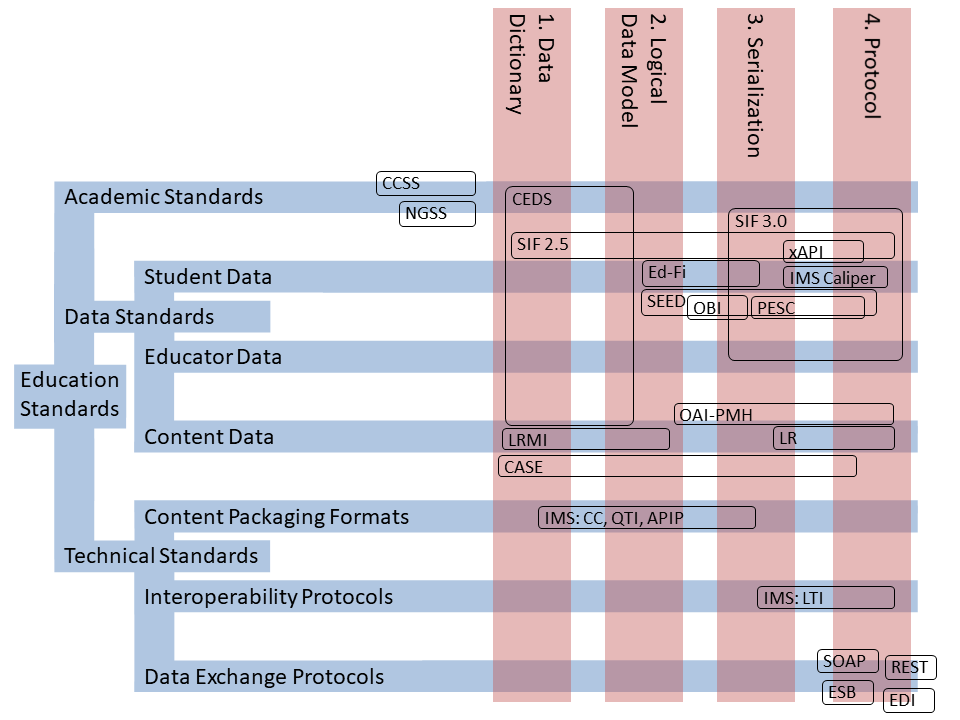 1. Data
Dictionary
2. Logical
Data Model
3. Serialization
4. Protocol
CCSS
Academic Standards
NGSS
CEDS
SIF 3.0
SIF 2.5
xAPI
Student Data
Ed-Fi
IMS Caliper
SEED
OBI
PESC
Data Standards
Educator Data
Education
Standards
OAI-PMH
Content Data
LRMI
LR
CASE
Content Packaging Formats
IMS: CC, QTI, APIP
Technical Standards
Interoperability Protocols
IMS: LTI
Data Exchange Protocols
SOAP
REST
ESB
EDI